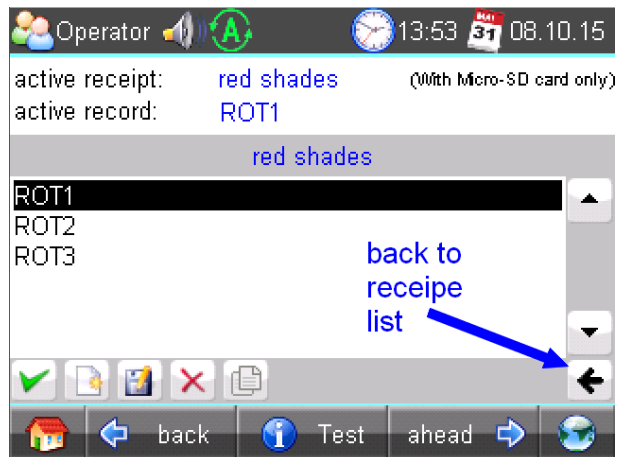 Operator A 13:53 31 08.10.15
active receipt: red shades (With Micro-SD card only)
active record: ROT1
red shades
ROT1
ROT2
ROT3
back to
receipe
list
back i Test ahead